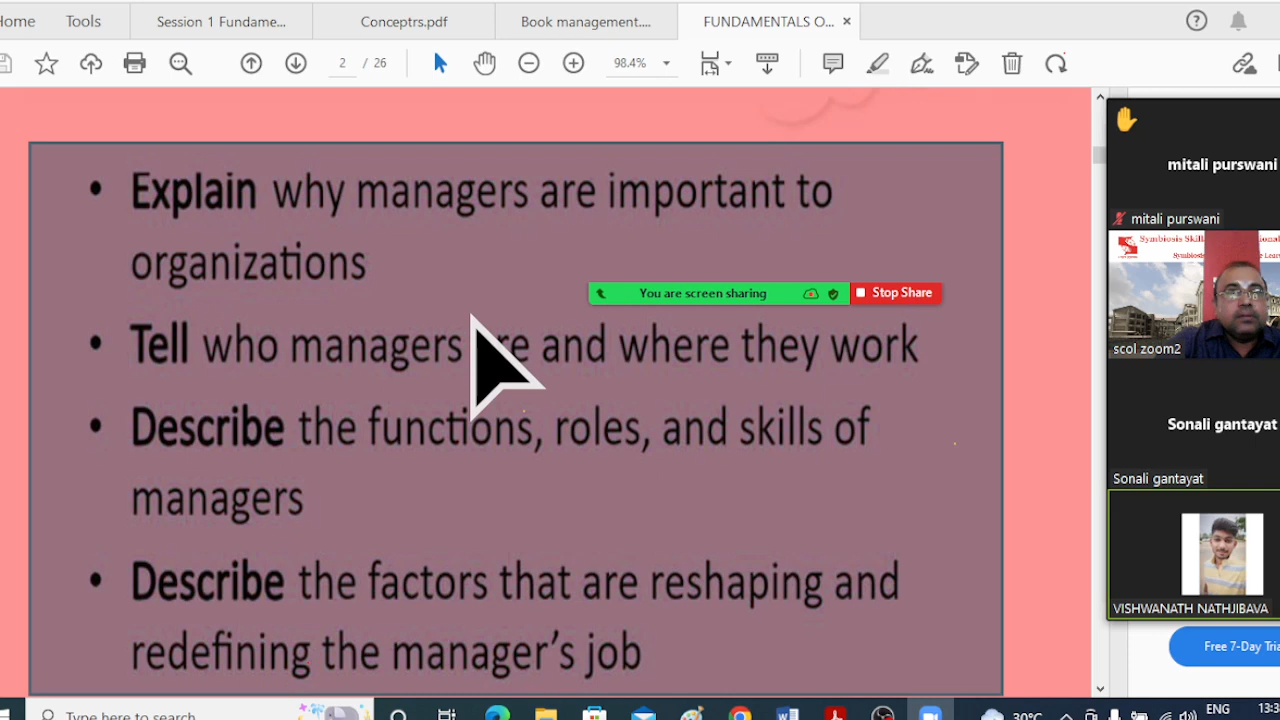 Home
Tools
Session 1 Fundame...
Conceptrs.pdf
Book management....
FUNDAMENTALS O...
2 / 26
98.4%
• Explain why managers are important to
organizations
You are screen sharing
Stop Share
• Tell who managers are and where they work
• Describe the functions, roles, and skills of
managers
• Describe the factors that are reshaping and
redefining the manager's job
mitali purswani
mitali purswani
scol zoom2
Sonali gantayat
Sonali gantayat
VISHWANATH NATHJIBAVA
Free 7-Day Tria
Type here to search
30°C
ENG
13:3